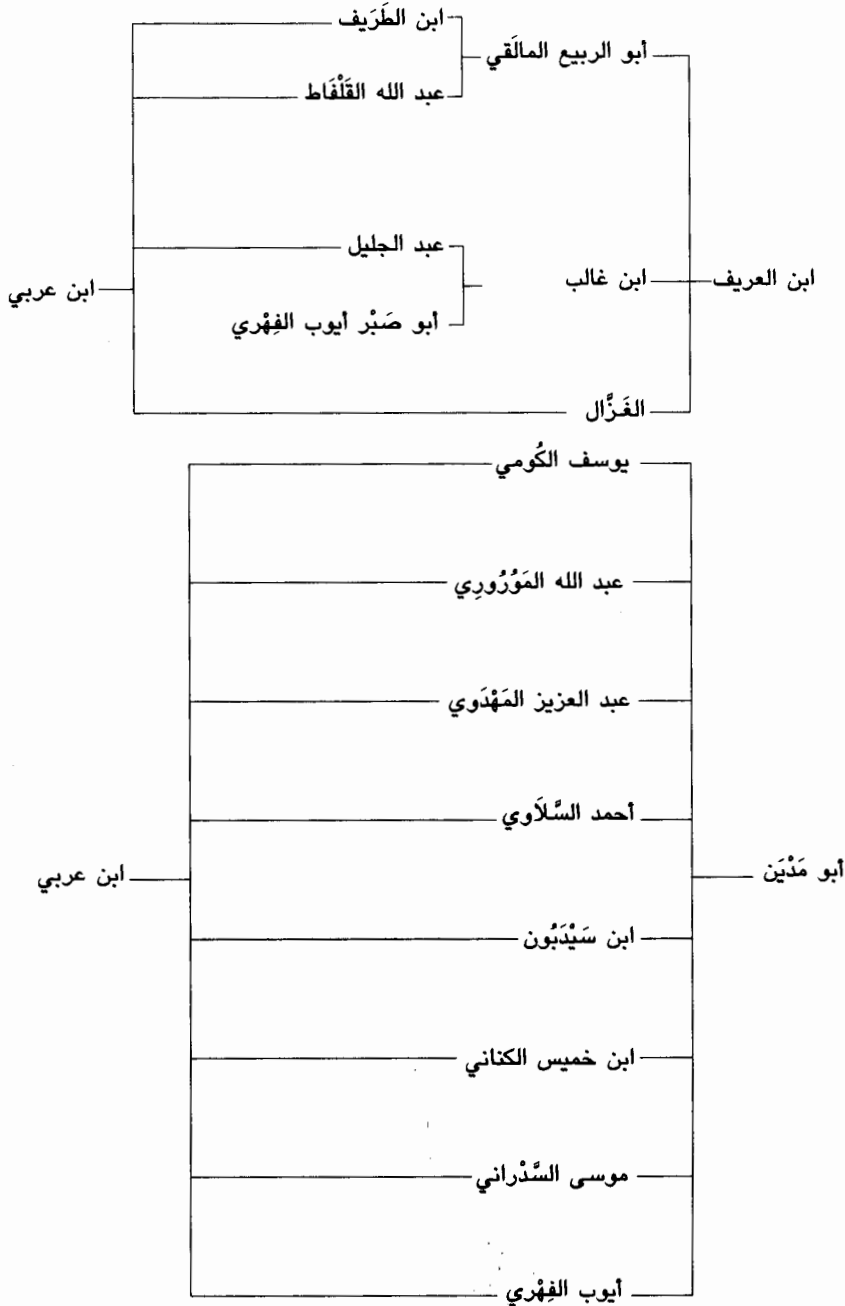 ابن الطَرَيف
أبو الربيع المالَقي
عبد الله القَلْفَاط
عبد الجليل
ابن العريف
ابن غالب
ابن عربي
أبو صَبْر أيوب الفِهْري
الغَزَّال
يوسف الكُومي
عبد الله المَوْرُورِي
عبد العزيز المَهْدَوي
أحمد السَّلاَوي
أبو مَدْيَن
ابن عربي
ابن سَيْدَبُون
ابن خميس الكناني
موسى السَّدْراني
أيوب الفِهْري